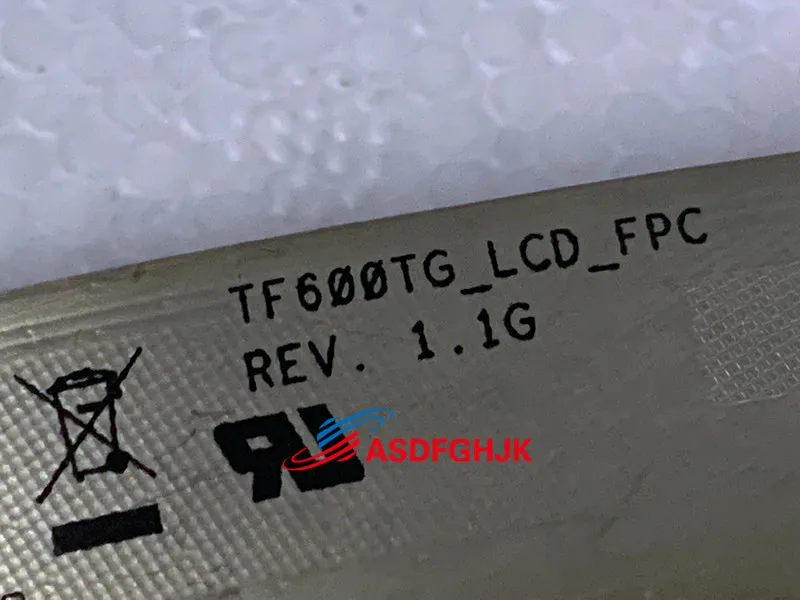 TF600TG_LCD_FPC
REV. 1.1G
ASDFGHJK